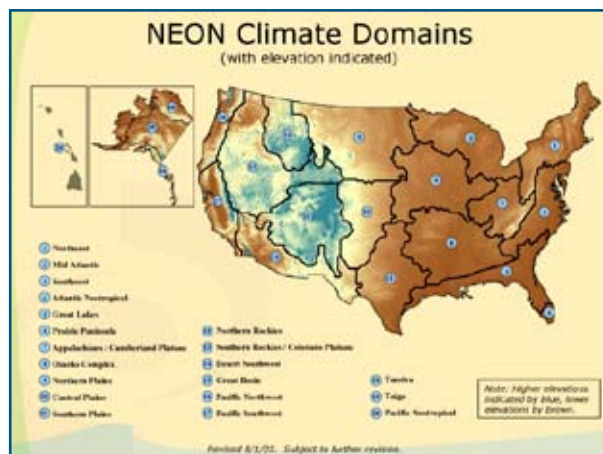 NEON Climate Domains
(with elevation indicated)
Northeast
Mid Atlantic
Southeast
Atlantic Neotropical
Great Lakes
Prairie Peninsula
Appalachians / Cumberland Plateau
Ozarks Complex
Northern Plains
Central Plains
Southern Plains
Northern Rockies
Southern Rockies / Colorado Plateau
Desert Southwest
Great Basin
Pacific Northwest
Pacific Southwest
Tundra
Taiga
Pacific Neotropical
Note: Higher elevations
indicated by blue, lower
elevations by brown.
Subject to further revision.